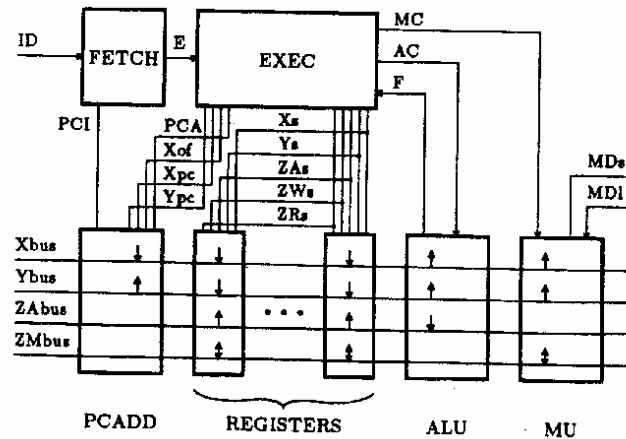 MC
ID
E
AC
FETCH
EXEC
F
PCI
PCA
Xs
Xof
Ys
Xpc
ZAs
MDs
Ypc
ZWs
MDl
ZRs
Xbus
Ybus
ZAbus
• • •
ZMbus
PCADD
REGISTERS
ALU
MU